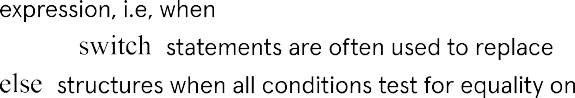 expression, i.e, when
switch statements are often used to replace
else structures when all conditions test for equality on